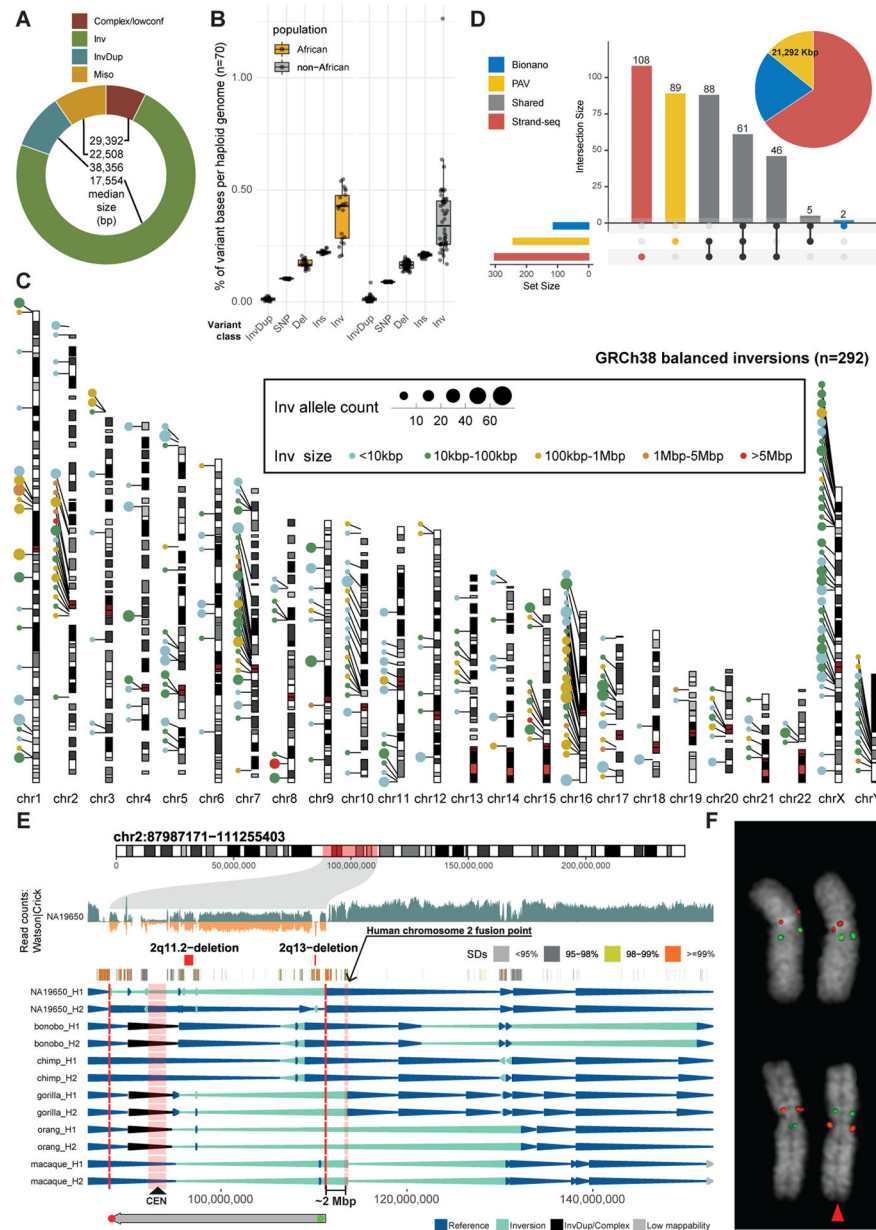 A
Complex/lowconf
Inv
InvDup
Miso
29,392
22,508
38,356
17,554
median
size
(bp)
B
population
African
non−African
% of variant bases per haploid genome (n=70)
1.00
0.50
0.00
Variant
class
InvDup
SNP
Del
Ins
Inv
InvDup
SNP
Del
Ins
Inv
D
Bionano
PAV
Shared
Strand-seq
21,292 Kbp
Intersection Size
100
75
50
25
0
108
89
88
61
46
5
2
300
200
100
0
Set Size
C
GRCh38 balanced inversions (n=292)
Inv allele count
10 20 40 60
Inv size
<10kbp
10kbp-100kbp
100kbp-1Mbp
1Mbp-5Mbp
>5Mbp
chr1
chr2
chr3
chr4
chr5
chr6
chr7
chr8
chr9
chr10
chr11
chr12
chr13
chr14
chr15
chr16
chr17
chr18
chr19
chr20
chr21
chr22
chrX
chrY
E
chr2:87987171−111255403
0
50,000,000
100,000,000
150,000,000
200,000,000
Read counts:
Watson|Crick
NA19650
Human chromosome 2 fusion point
2q11.2-deletion
2q13-deletion
SDs
<95%
95−98%
98−99%
>=99%
NA19650_H1
NA19650_H2
bonobo_H1
bonobo_H2
chimp_H1
chimp_H2
gorilla_H1
gorilla_H2
orang_H1
orang_H2
macaque_H1
macaque_H2
CEN
100,000,000
~2 Mbp
120,000,000
140,000,000
Reference
Inversion
InvDup/Complex
Low mappability
F